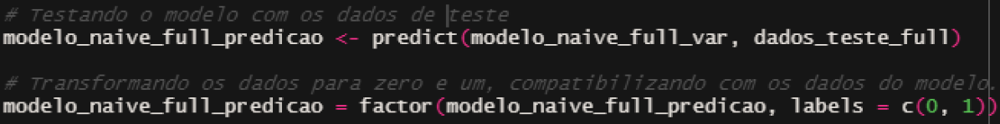 # Testando o modelo com os dados de teste
modelo_naive_full_predicao <- predict(modelo_naive_full_var, dados_teste_full)
# Transformando os dados para zero e um, compatibilizando com os dados do modelo.
modelo_naive_full_predicao = factor(modelo_naive_full_predicao, labels = c(0, 1))